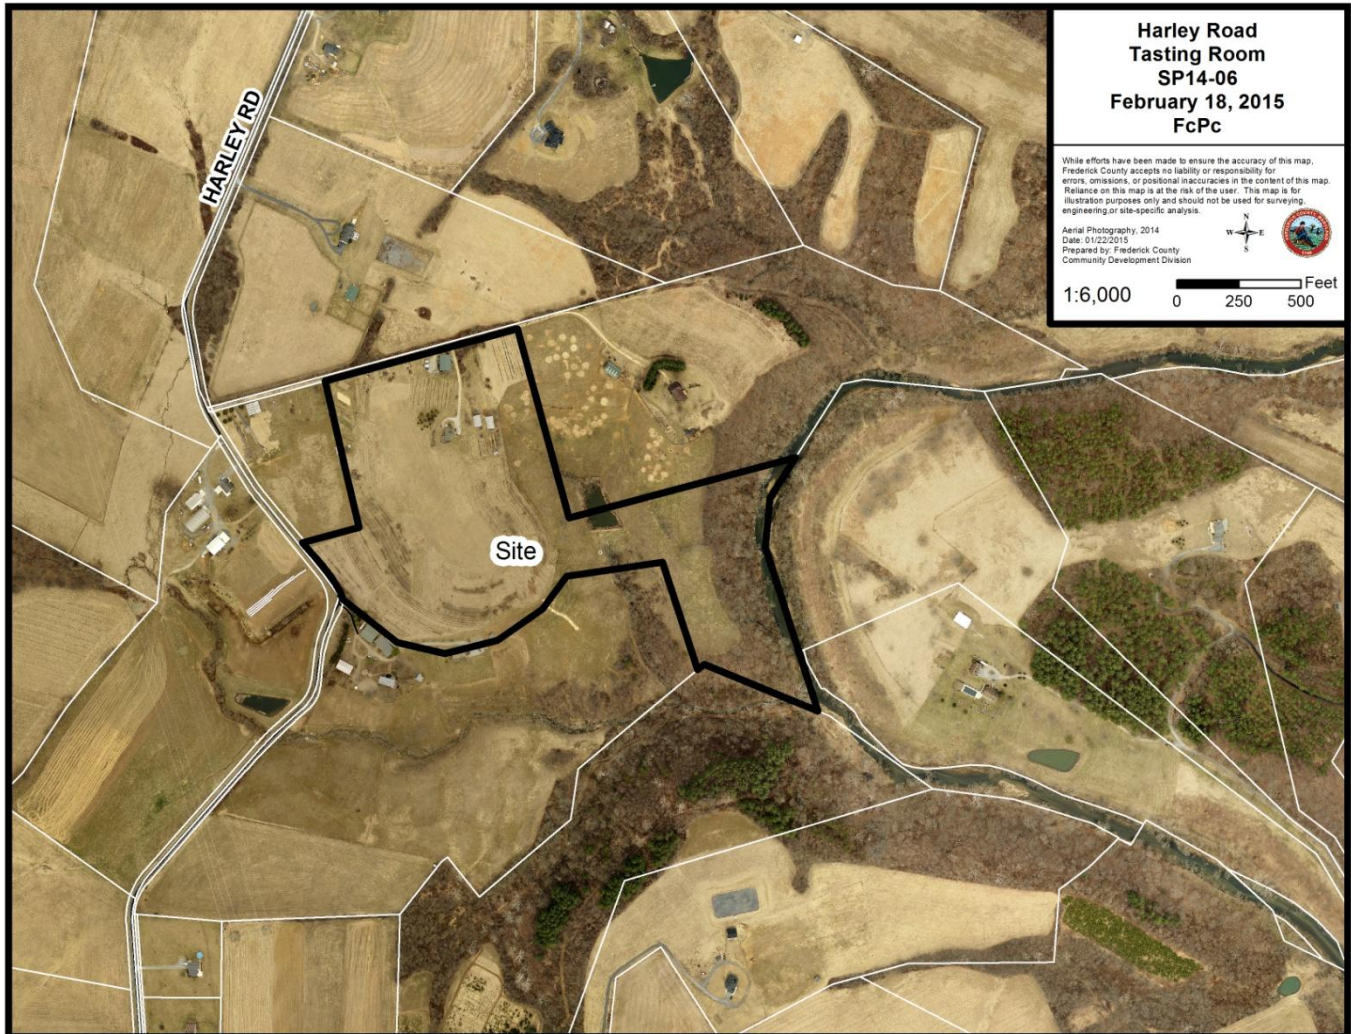 Harley Road
Tasting Room
SP14-06
February 18, 2015
FcPc
While efforts have been made to ensure the accuracy of this map,
Frederick County accepts no liability or responsibility for
errors, omissions, or positional inaccuracies in the content of this map.
Reliance on this map is at the risk of the user. This map is for
illustration purposes only and should not be used for surveying,
engineering,or site-specific analysis.
Aerial Photography, 2014
Date: 01/22/2015
Prepared by: Frederick County
Community Development Division
N
W E
S
1:6,000
Feet
0 250 500
HARLEY RD
Site